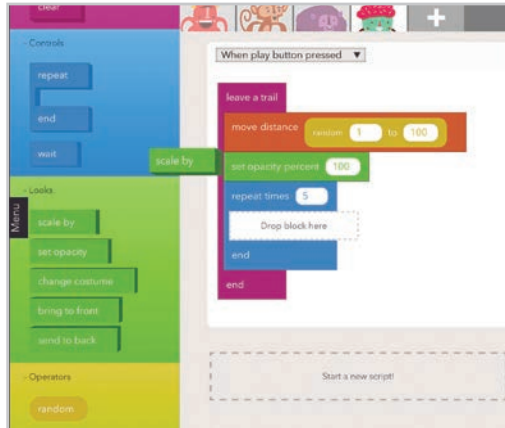 clear
- Controls
repeat
end
wait
- Looks
scale by
set opacity
change costume
bring to front
send to back
- Operators
random
Menu
When play button pressed ▼
leave a trail
move distance random 1 to 100
scale by
set opacity percent 100
repeat times 5
Drop block here
end
end
Start a new script!